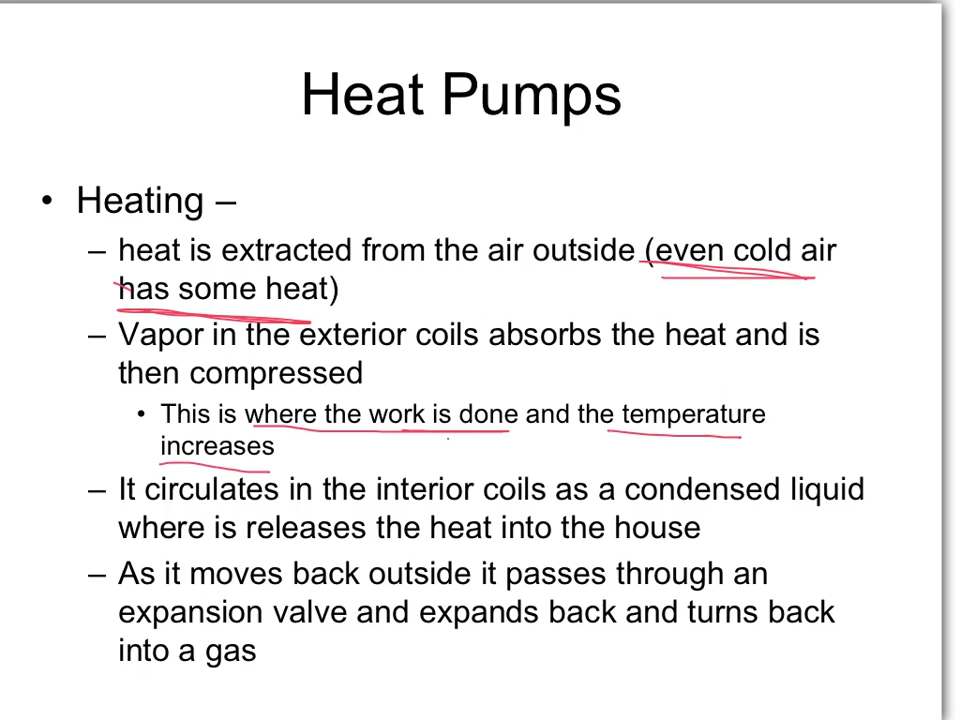 Heat Pumps
• Heating –
– heat is extracted from the air outside (even cold air
has some heat)
– Vapor in the exterior coils absorbs the heat and is
then compressed
• This is where the work is done and the temperature
increases
– It circulates in the interior coils as a condensed liquid
where is releases the heat into the house
– As it moves back outside it passes through an
expansion valve and expands back and turns back
into a gas